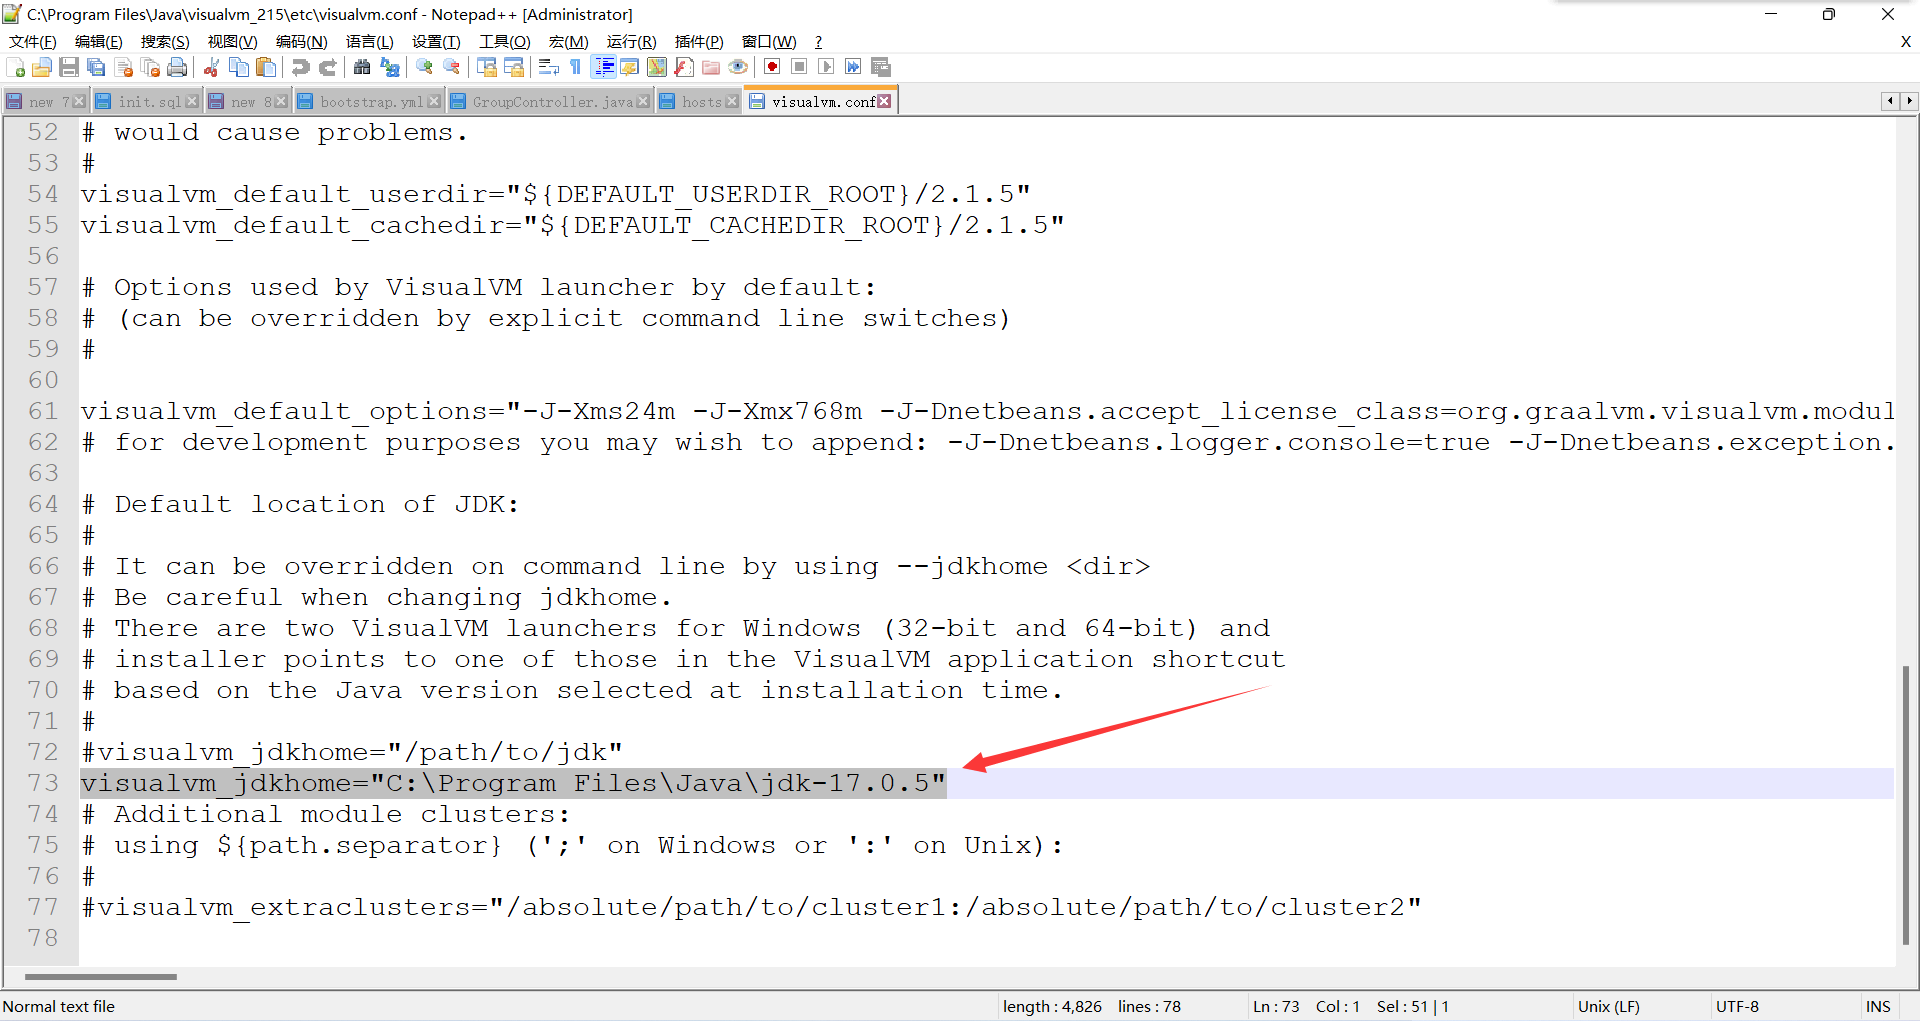 C:\Program Files\Java\visualvm_215\etc\visualvm.conf - Notepad++ [Administrator]
文件(F) 编辑(E) 搜索(S) 视图(V) 编码(N) 语言(L) 设置(T) 工具(O) 宏(M) 运行(R) 插件(P) 窗口(W) ? X
new 7 init.sql new 8 bootstrap.yml GroupController.java hosts visualvm.conf
52 # would cause problems.
53 #
54 visualvm_default_userdir="${DEFAULT_USERDIR_ROOT}/2.1.5"
55 visualvm_default_cachedir="${DEFAULT_CACHEDIR_ROOT}/2.1.5"
56
57 # Options used by VisualVM launcher by default:
58 # (can be overridden by explicit command line switches)
59 #
60
61 visualvm_default_options="-J-Xms24m -J-Xmx768m -J-Dnetbeans.accept_license_class=org.graalvm.visualvm.modul
62 # for development purposes you may wish to append: -J-Dnetbeans.logger.console=true -J-Dnetbeans.exception.
63
64 # Default location of JDK:
65 #
66 # It can be overridden on command line by using --jdkhome <dir>
67 # Be careful when changing jdkhome.
68 # There are two VisualVM launchers for Windows (32-bit and 64-bit) and
69 # installer points to one of those in the VisualVM application shortcut
70 # based on the Java version selected at installation time.
71 #
72 #visualvm_jdkhome="/path/to/jdk"
73 visualvm_jdkhome="C:\Program Files\Java\jdk-17.0.5"
74 # Additional module clusters:
75 # using ${path.separator} (';' on Windows or ':' on Unix):
76 #
77 #visualvm_extraclusters="/absolute/path/to/cluster1:/absolute/path/to/cluster2"
78
Normal text file length : 4,826 lines : 78 Ln : 73 Col : 1 Sel : 51 | 1 Unix (LF) UTF-8 INS